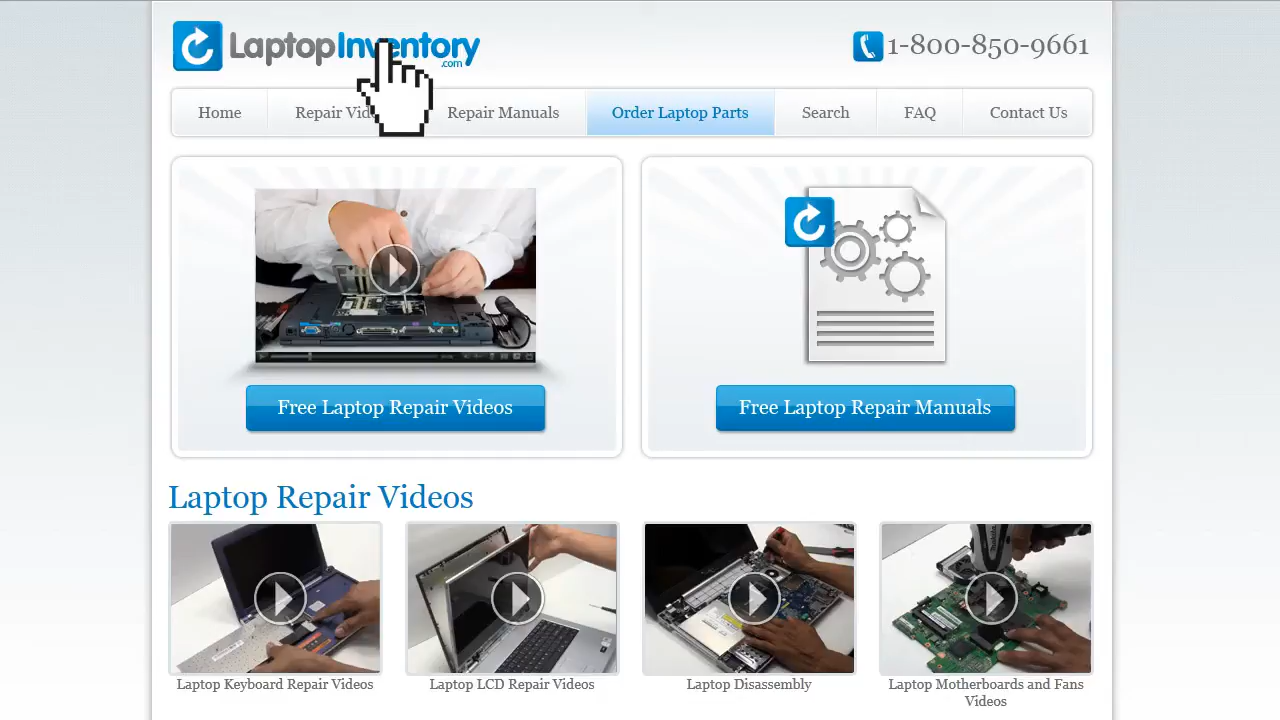 LaptopInventory
.com
1-800-850-9661
Home
Repair
Repair Manuals
Order Laptop Parts
Search
FAQ
Contact Us
Free Laptop Repair Videos
Free Laptop Repair Manuals
Laptop Repair Videos
Laptop Keyboard Repair Videos
Laptop LCD Repair Videos
Laptop Disassembly
Laptop Motherboards and Fans
Videos